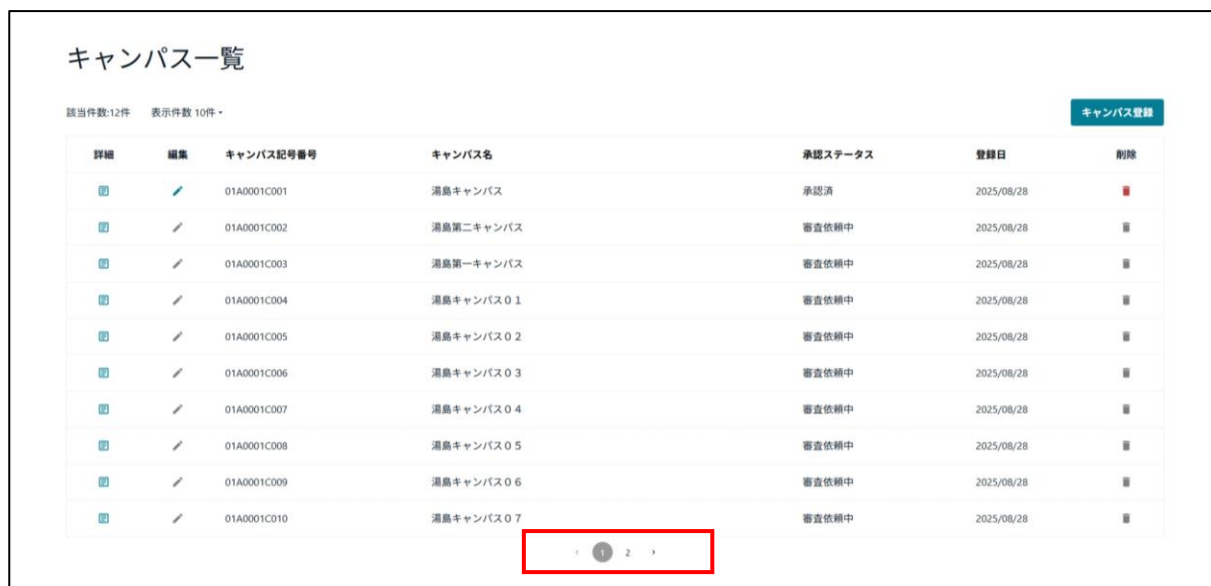 キャンパス一覧
該当件数:12件 表示件数 10件
キャンパス登録
詳細 編集 キャンパス記号番号 キャンパス名 承認ステータス 登録日 削除
01A0001C001 湯島キャンパス 承認済 2025/08/28
01A0001C002 湯島第二キャンパス 審査依頼中 2025/08/28
01A0001C003 湯島第一キャンパス 審査依頼中 2025/08/28
01A0001C004 湯島キャンパス０１ 審査依頼中 2025/08/28
01A0001C005 湯島キャンパス０２ 審査依頼中 2025/08/28
01A0001C006 湯島キャンパス０３ 審査依頼中 2025/08/28
01A0001C007 湯島キャンパス０４ 審査依頼中 2025/08/28
01A0001C008 湯島キャンパス０５ 審査依頼中 2025/08/28
01A0001C009 湯島キャンパス０６ 審査依頼中 2025/08/28
01A0001C010 湯島キャンパス０７ 審査依頼中 2025/08/28
‹ 1 2 ›